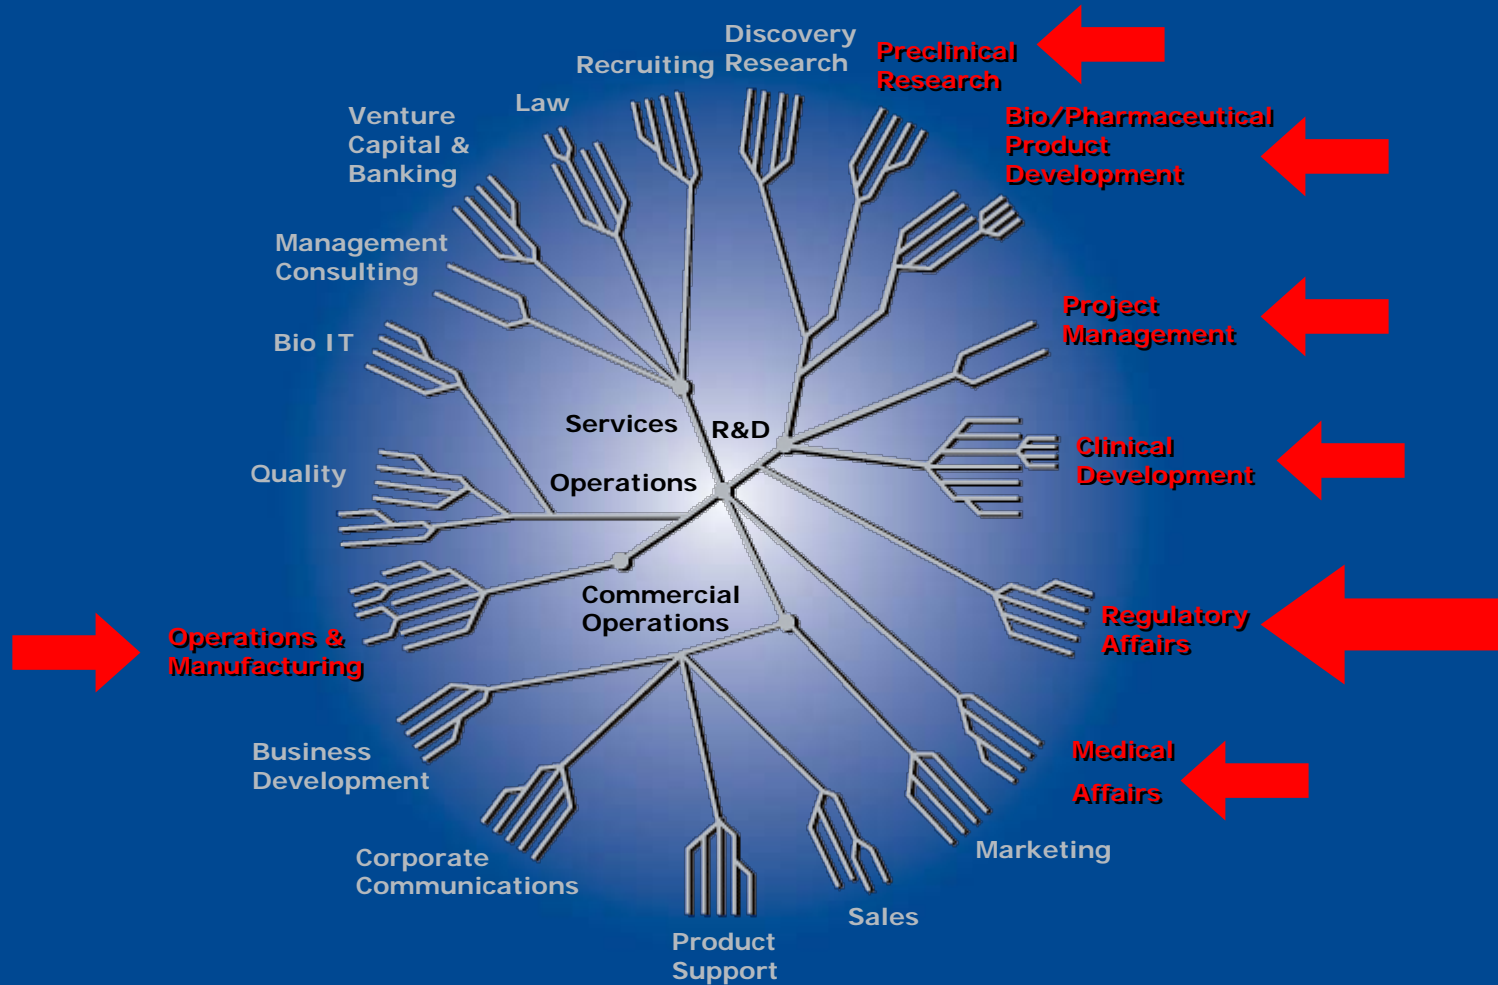 Discovery
Research
Preclinical
Research
Recruiting
Law
Venture
Capital &
Banking
Bio/Pharmaceutical
Product
Development
Management
Consulting
Project
Management
Bio IT
Services
R&D
Clinical
Development
Quality
Operations
Commercial
Operations
Regulatory
Affairs
Operations &
Manufacturing
Business
Development
Medical
Affairs
Marketing
Corporate
Communications
Sales
Product
Support